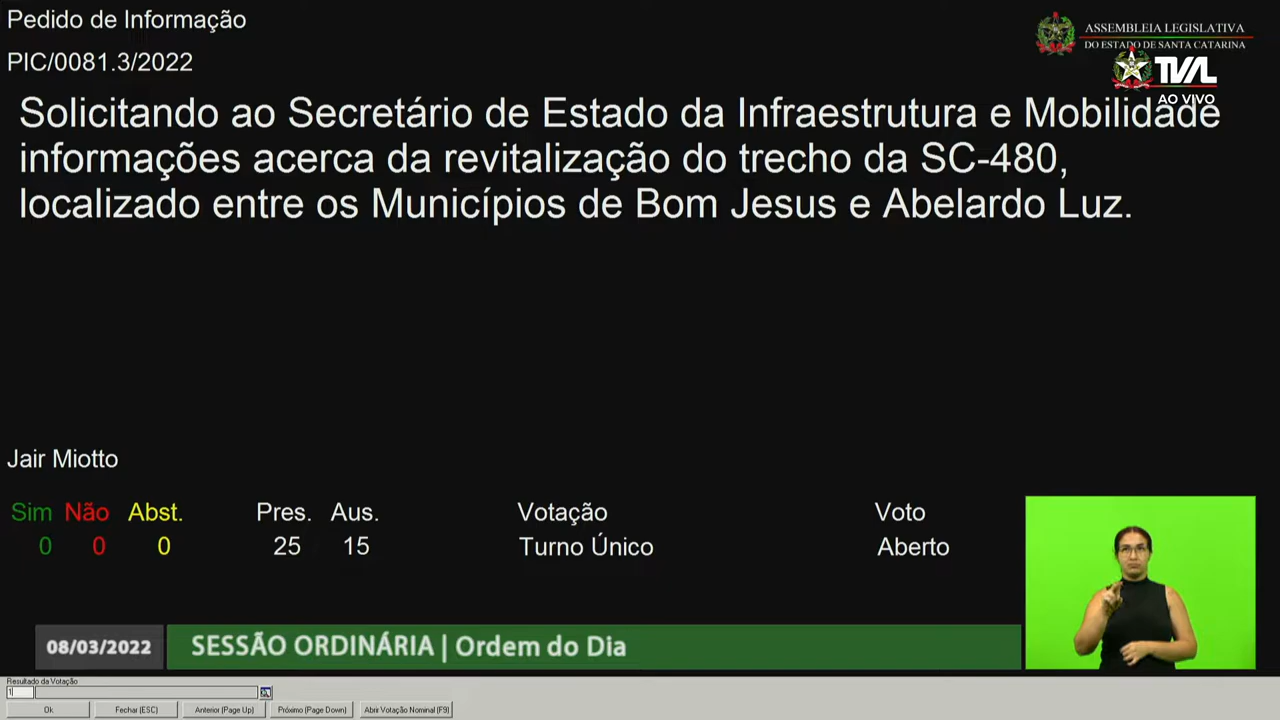 Pedido de Informação
PIC/0081.3/2022
ASSEMBLEIA LEGISLATIVA
DO ESTADO DE SANTA CATARINA
TVAL
AO VIVO
Solicitando ao Secretário de Estado da Infraestrutura e Mobilidade
informações acerca da revitalização do trecho da SC-480,
localizado entre os Municípios de Bom Jesus e Abelardo Luz.
Jair Miotto
Sim Não Abst. Pres. Aus. Votação Voto
0 0 0 25 15 Turno Único Aberto
08/03/2022 SESSÃO ORDINÁRIA | Ordem do Dia
Resultado da Votação
1
Ok Fechar (ESC) Anterior (Page Up) Próximo (Page Down) Abrir Votação Nominal (F9)